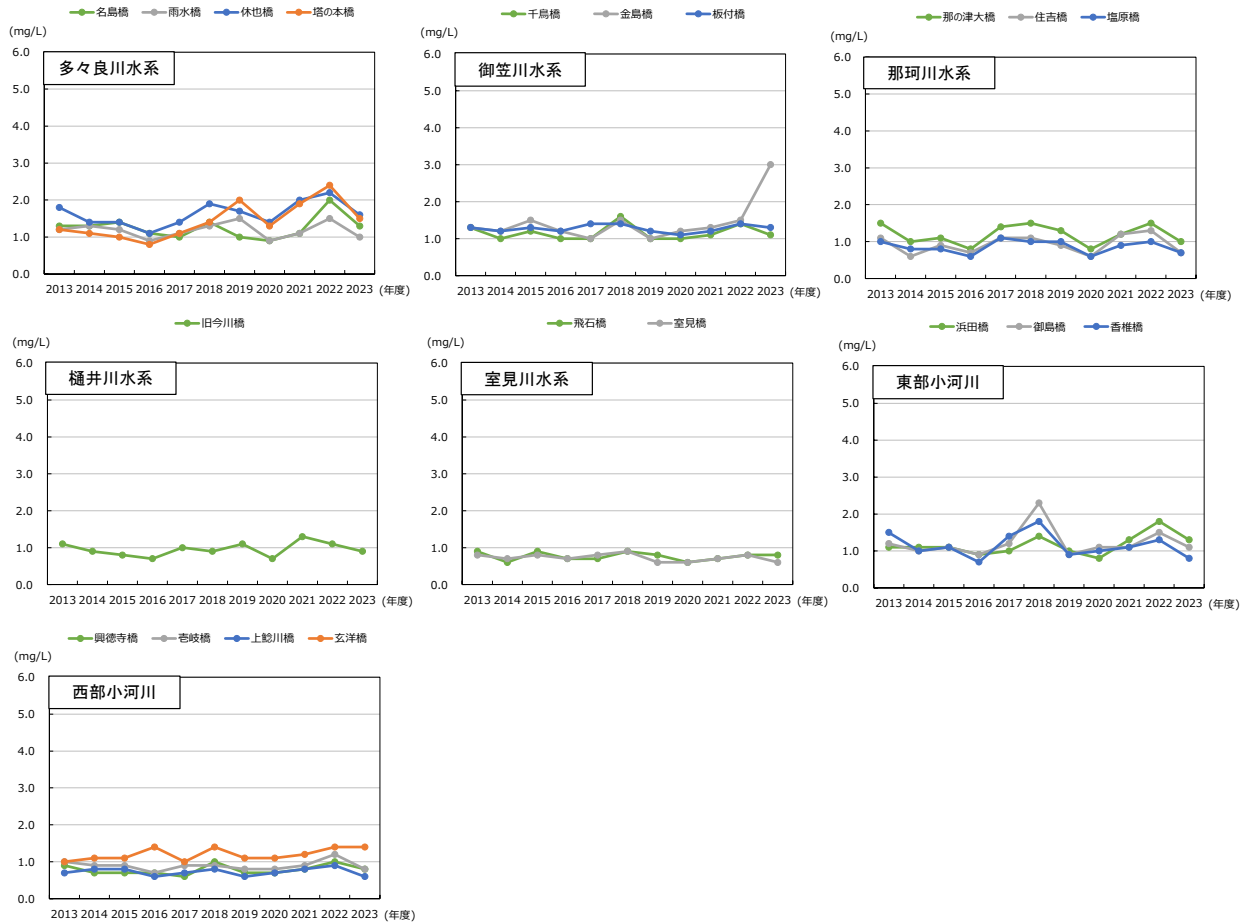 名島橋 雨水橋 休也橋 塔の本橋
(mg/L)
多々良川水系
6.0
5.0
4.0
3.0
2.0
1.0
0.0
2013 2014 2015 2016 2017 2018 2019 2020 2021 2022 2023 (年度)
千鳥橋 金島橋 板付橋
(mg/L)
御笠川水系
6.0
5.0
4.0
3.0
2.0
1.0
0.0
2013 2014 2015 2016 2017 2018 2019 2020 2021 2022 2023 (年度)
那の津大橋 住吉橋 塩原橋
(mg/L)
那珂川水系
6.0
5.0
4.0
3.0
2.0
1.0
0.0
2013 2014 2015 2016 2017 2018 2019 2020 2021 2022 2023 (年度)
旧今川橋
(mg/L)
樋井川水系
6.0
5.0
4.0
3.0
2.0
1.0
0.0
2013 2014 2015 2016 2017 2018 2019 2020 2021 2022 2023 (年度)
飛石橋 室見橋
(mg/L)
室見川水系
6.0
5.0
4.0
3.0
2.0
1.0
0.0
2013 2014 2015 2016 2017 2018 2019 2020 2021 2022 2023 (年度)
浜田橋 御島橋 香椎橋
(mg/L)
東部小河川
6.0
5.0
4.0
3.0
2.0
1.0
0.0
2013 2014 2015 2016 2017 2018 2019 2020 2021 2022 2023 (年度)
興徳寺橋 壱岐橋 上鯰川橋 玄洋橋
(mg/L)
西部小河川
6.0
5.0
4.0
3.0
2.0
1.0
0.0
2013 2014 2015 2016 2017 2018 2019 2020 2021 2022 2023 (年度)